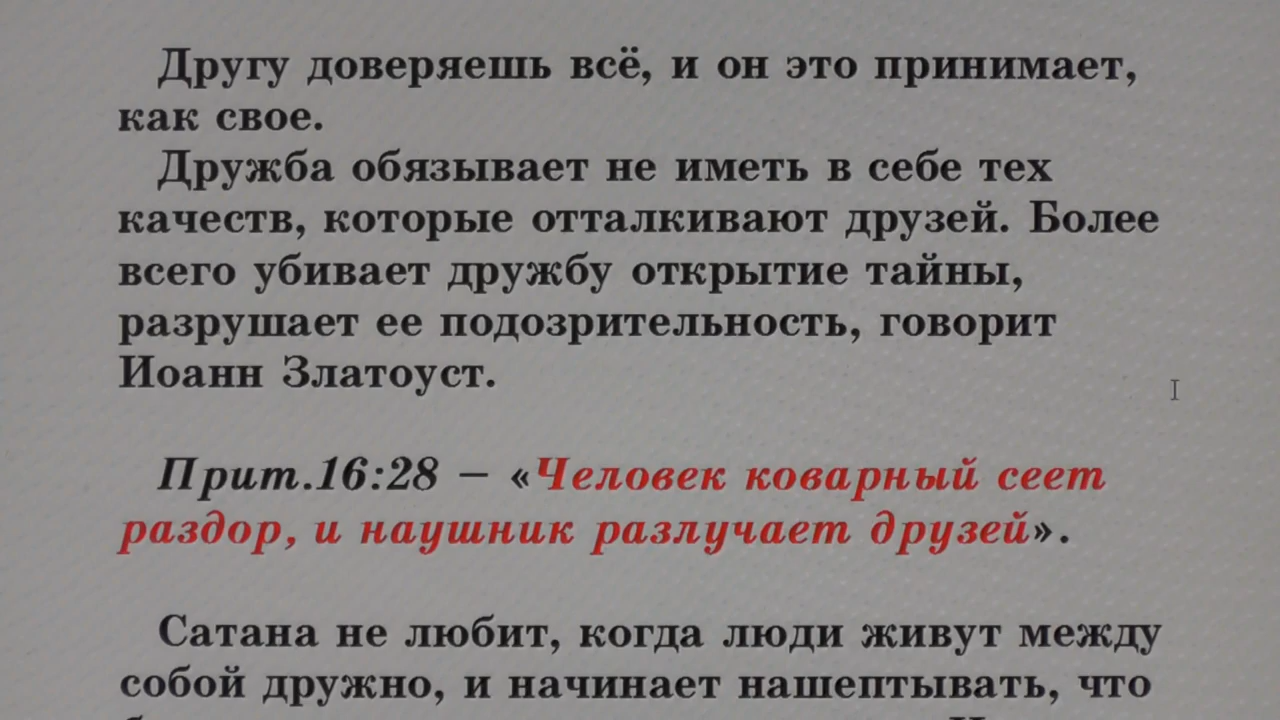 Другу доверяешь всё, и он это принимает,
как свое.
Дружба обязывает не иметь в себе тех
качеств, которые отталкивают друзей. Более
всего убивает дружбу открытие тайны,
разрушает ее подозрительность, говорит
Иоанн Златоуст.
Прит.16:28 – «Человек коварный сеет
раздор, и наушник разлучает друзей».
Сатана не любит, когда люди живут между
собой дружно, и начинает нашептывать, что